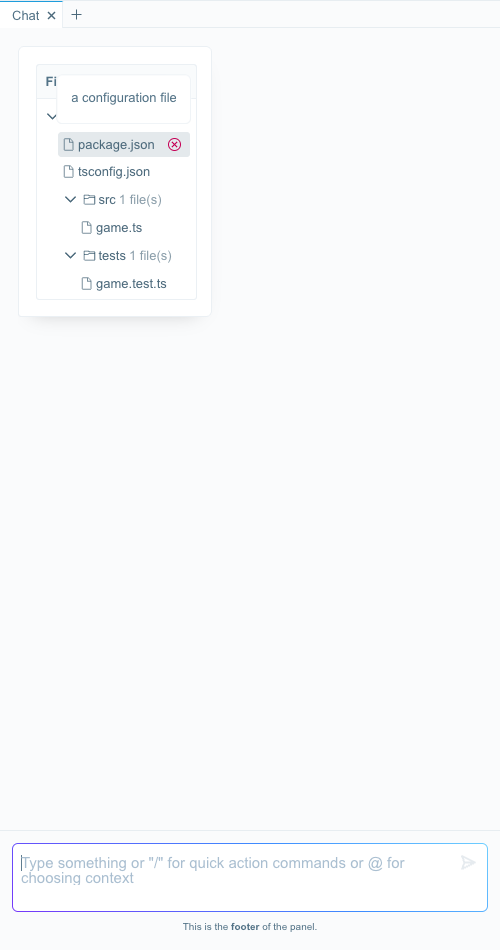 Chat
Fi
a configuration file
package.json
tsconfig.json
src 1 file(s)
game.ts
tests 1 file(s)
game.test.ts
Type something or "/" for quick action commands or @ for
choosing context
This is the footer of the panel.